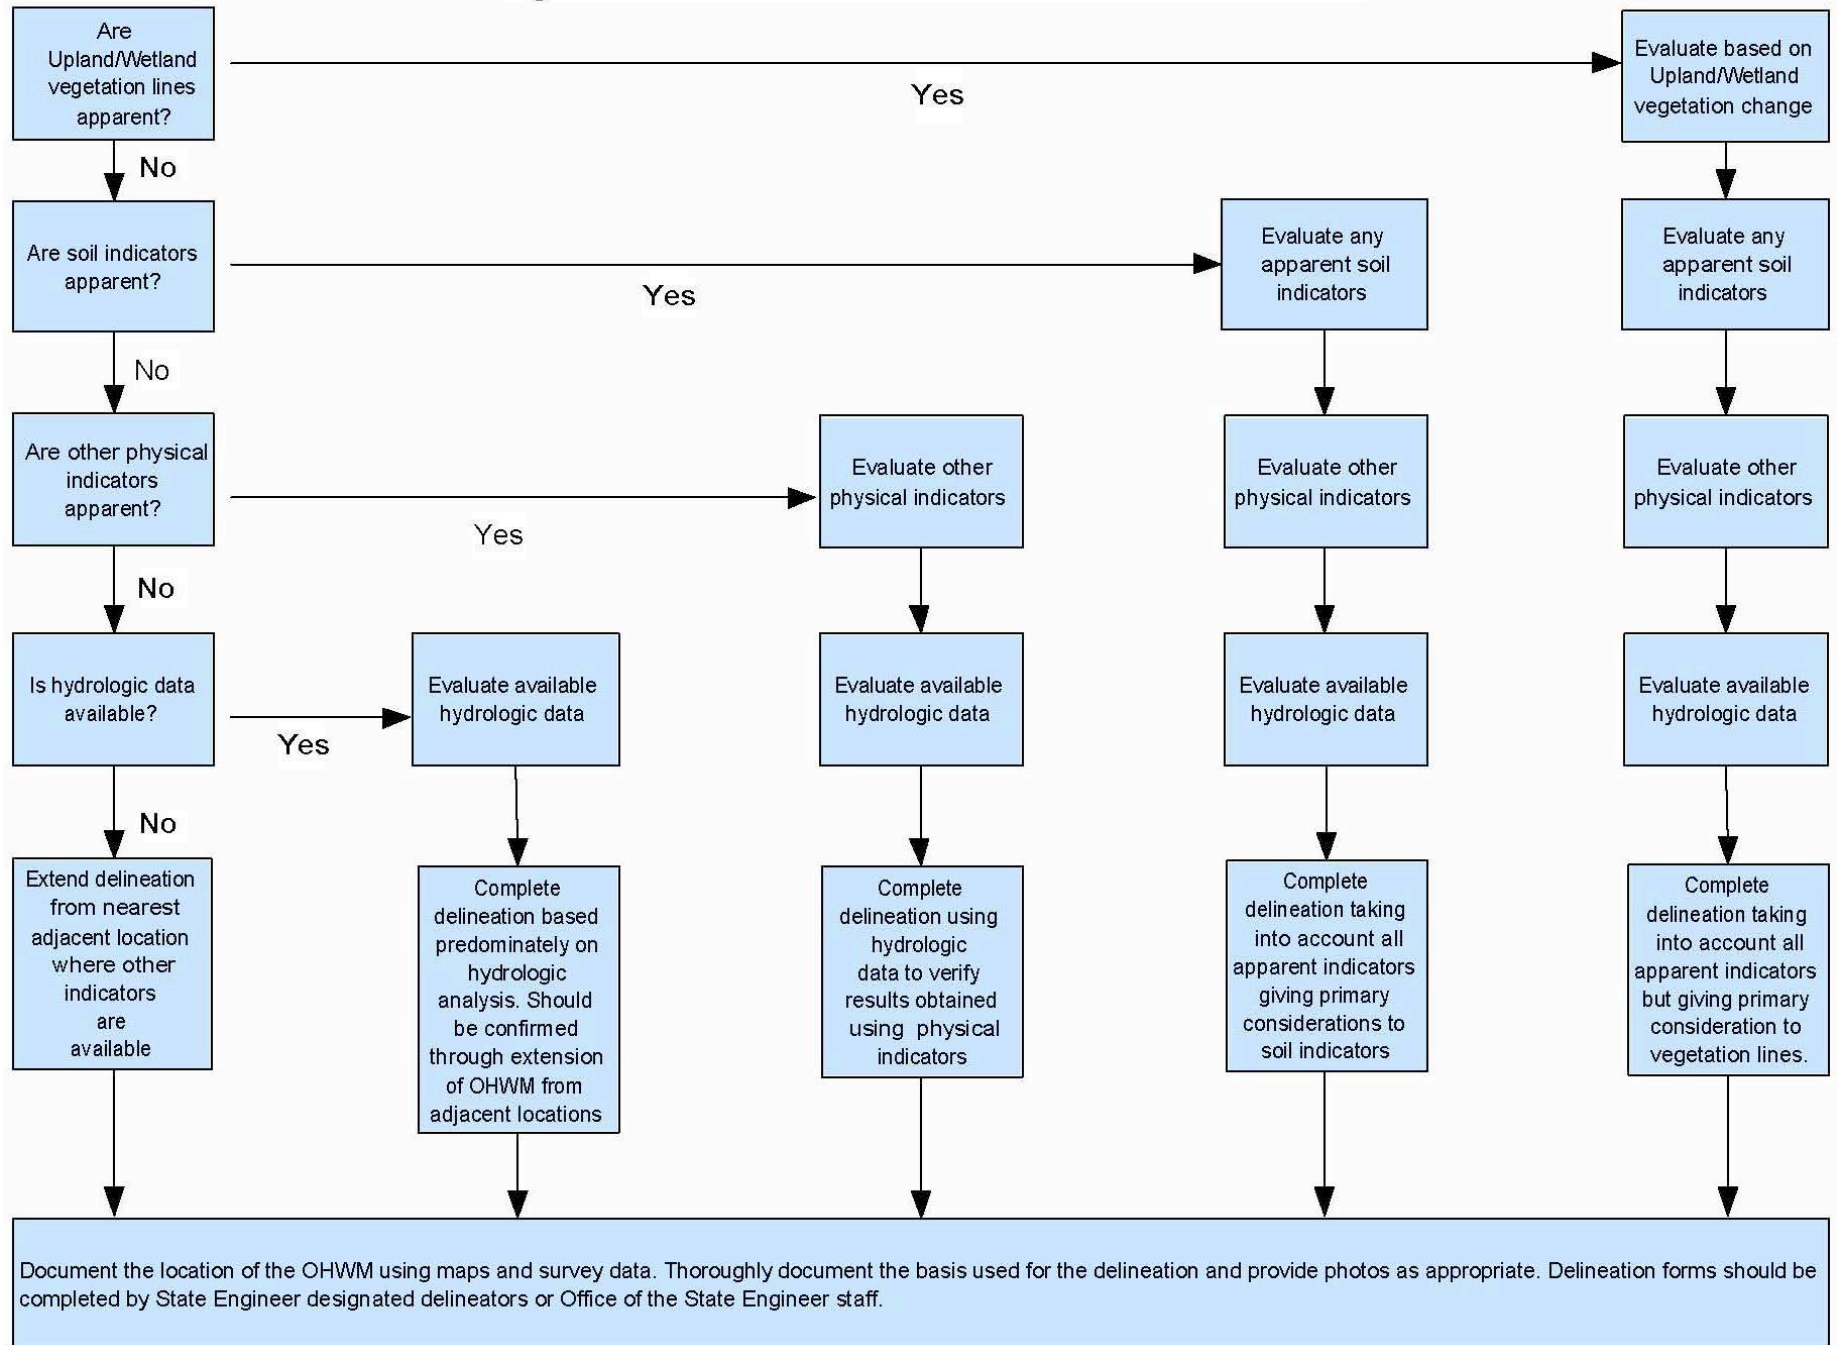 Are
Upland/Wetland
vegetation lines
apparent?
Yes
Evaluate based on
Upland/Wetland
vegetation change
No
Are soil indicators
apparent?
Yes
Evaluate any
apparent soil
indicators
Evaluate any
apparent soil
indicators
No
Are other physical
indicators
apparent?
Yes
Evaluate other
physical indicators
Evaluate other
physical indicators
Evaluate other
physical indicators
No
Is hydrologic data
available?
Yes
Evaluate available
hydrologic data
Evaluate available
hydrologic data
Evaluate available
hydrologic data
Evaluate available
hydrologic data
No
Extend delineation
from nearest
adjacent location
where other
indicators
are
available
Complete
delineation based
predominately on
hydrologic
analysis. Should
be confirmed
through extension
of OHWM from
adjacent locations
Complete
delineation using
hydrologic
data to verify
results obtained
using physical
indicators
Complete
delineation taking
into account all
apparent indicators
giving primary
considerations to
soil indicators
Complete
delineation taking
into account all
apparent indicators
but giving primary
consideration to
vegetation lines.
Document the location of the OHWM using maps and survey data. Thoroughly document the basis used for the delineation and provide photos as appropriate. Delineation forms should be
completed by State Engineer designated delineators or Office of the State Engineer staff.